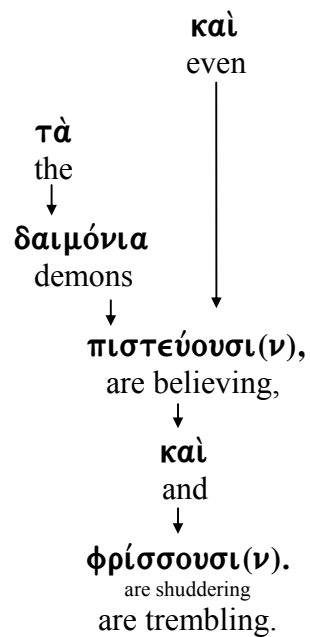 καὶ
even
τὰ
the
δαιμόνια
demons
πιστεύουσι(ν),
are believing,
καὶ
and
φρίσσουσι(ν).
are shuddering
are trembling.